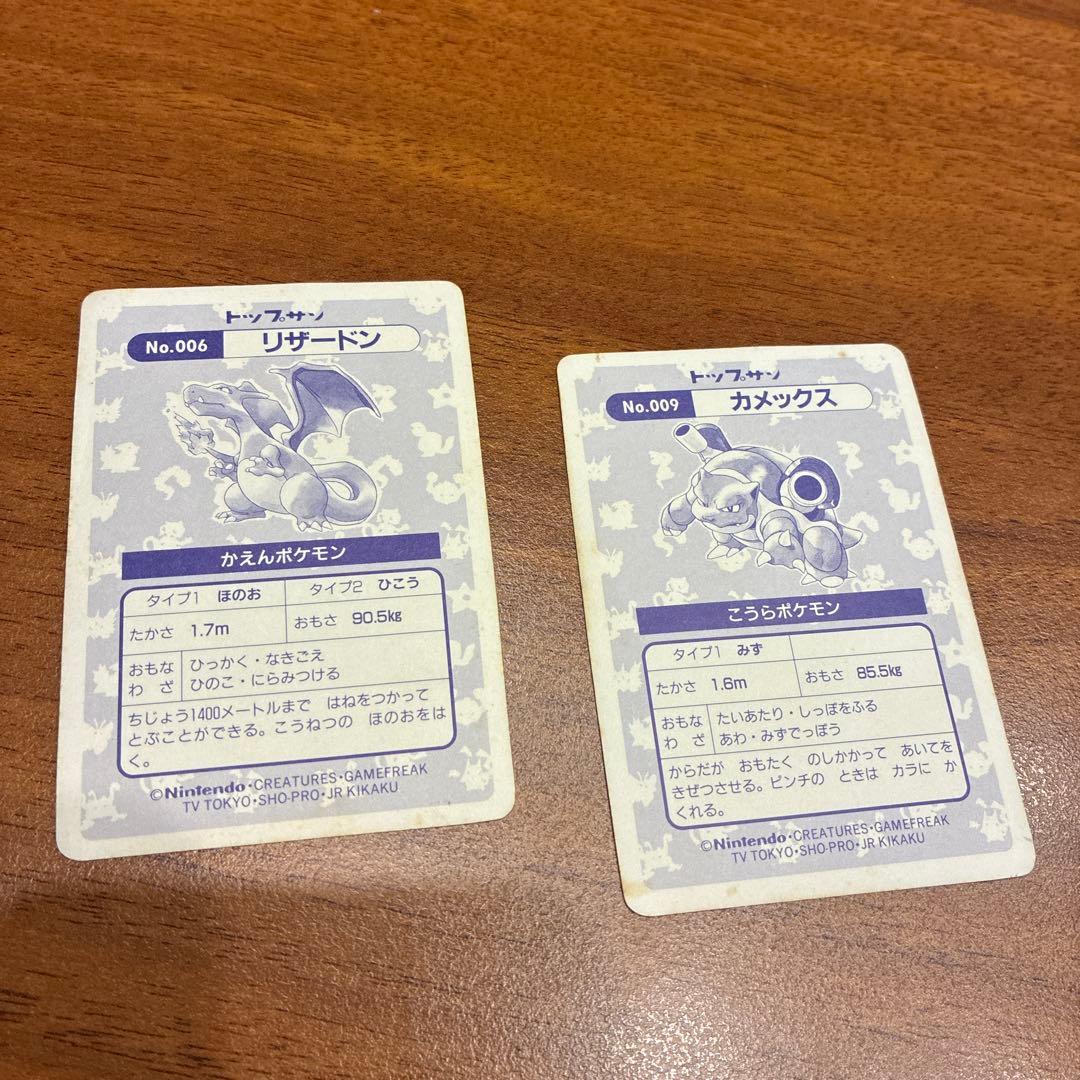 トップサン
No.006 リザードン
かえんポケモン
タイプ1 ほのお タイプ2 ひこう
たかさ 1.7m おもさ 90.5kg
おもな ひっかく・なきごえ
わ ざ ひのこ・にらみつける
ちじょう1400メートルまで はねをつかって
とぶことができる。こうねつの ほのおをは
く。
©Nintendo・CREATURES・GAMEFREAK
TV TOKYO・SHO-PRO・JR KIKAKU
トップサン
No.009 カメックス
こうらポケモン
タイプ1 みず
たかさ 1.6m おもさ 85.5kg
おもな たいあたり・しっぽをふる
わ ざ あわ・みずでっぽう
からだが おもたく のしかかって あいてを
きぜつさせる。ピンチの ときは カラに か
くれる。
©Nintendo・CREATURES・GAMEFREAK
TV TOKYO・SHO-PRO・JR KIKAKU